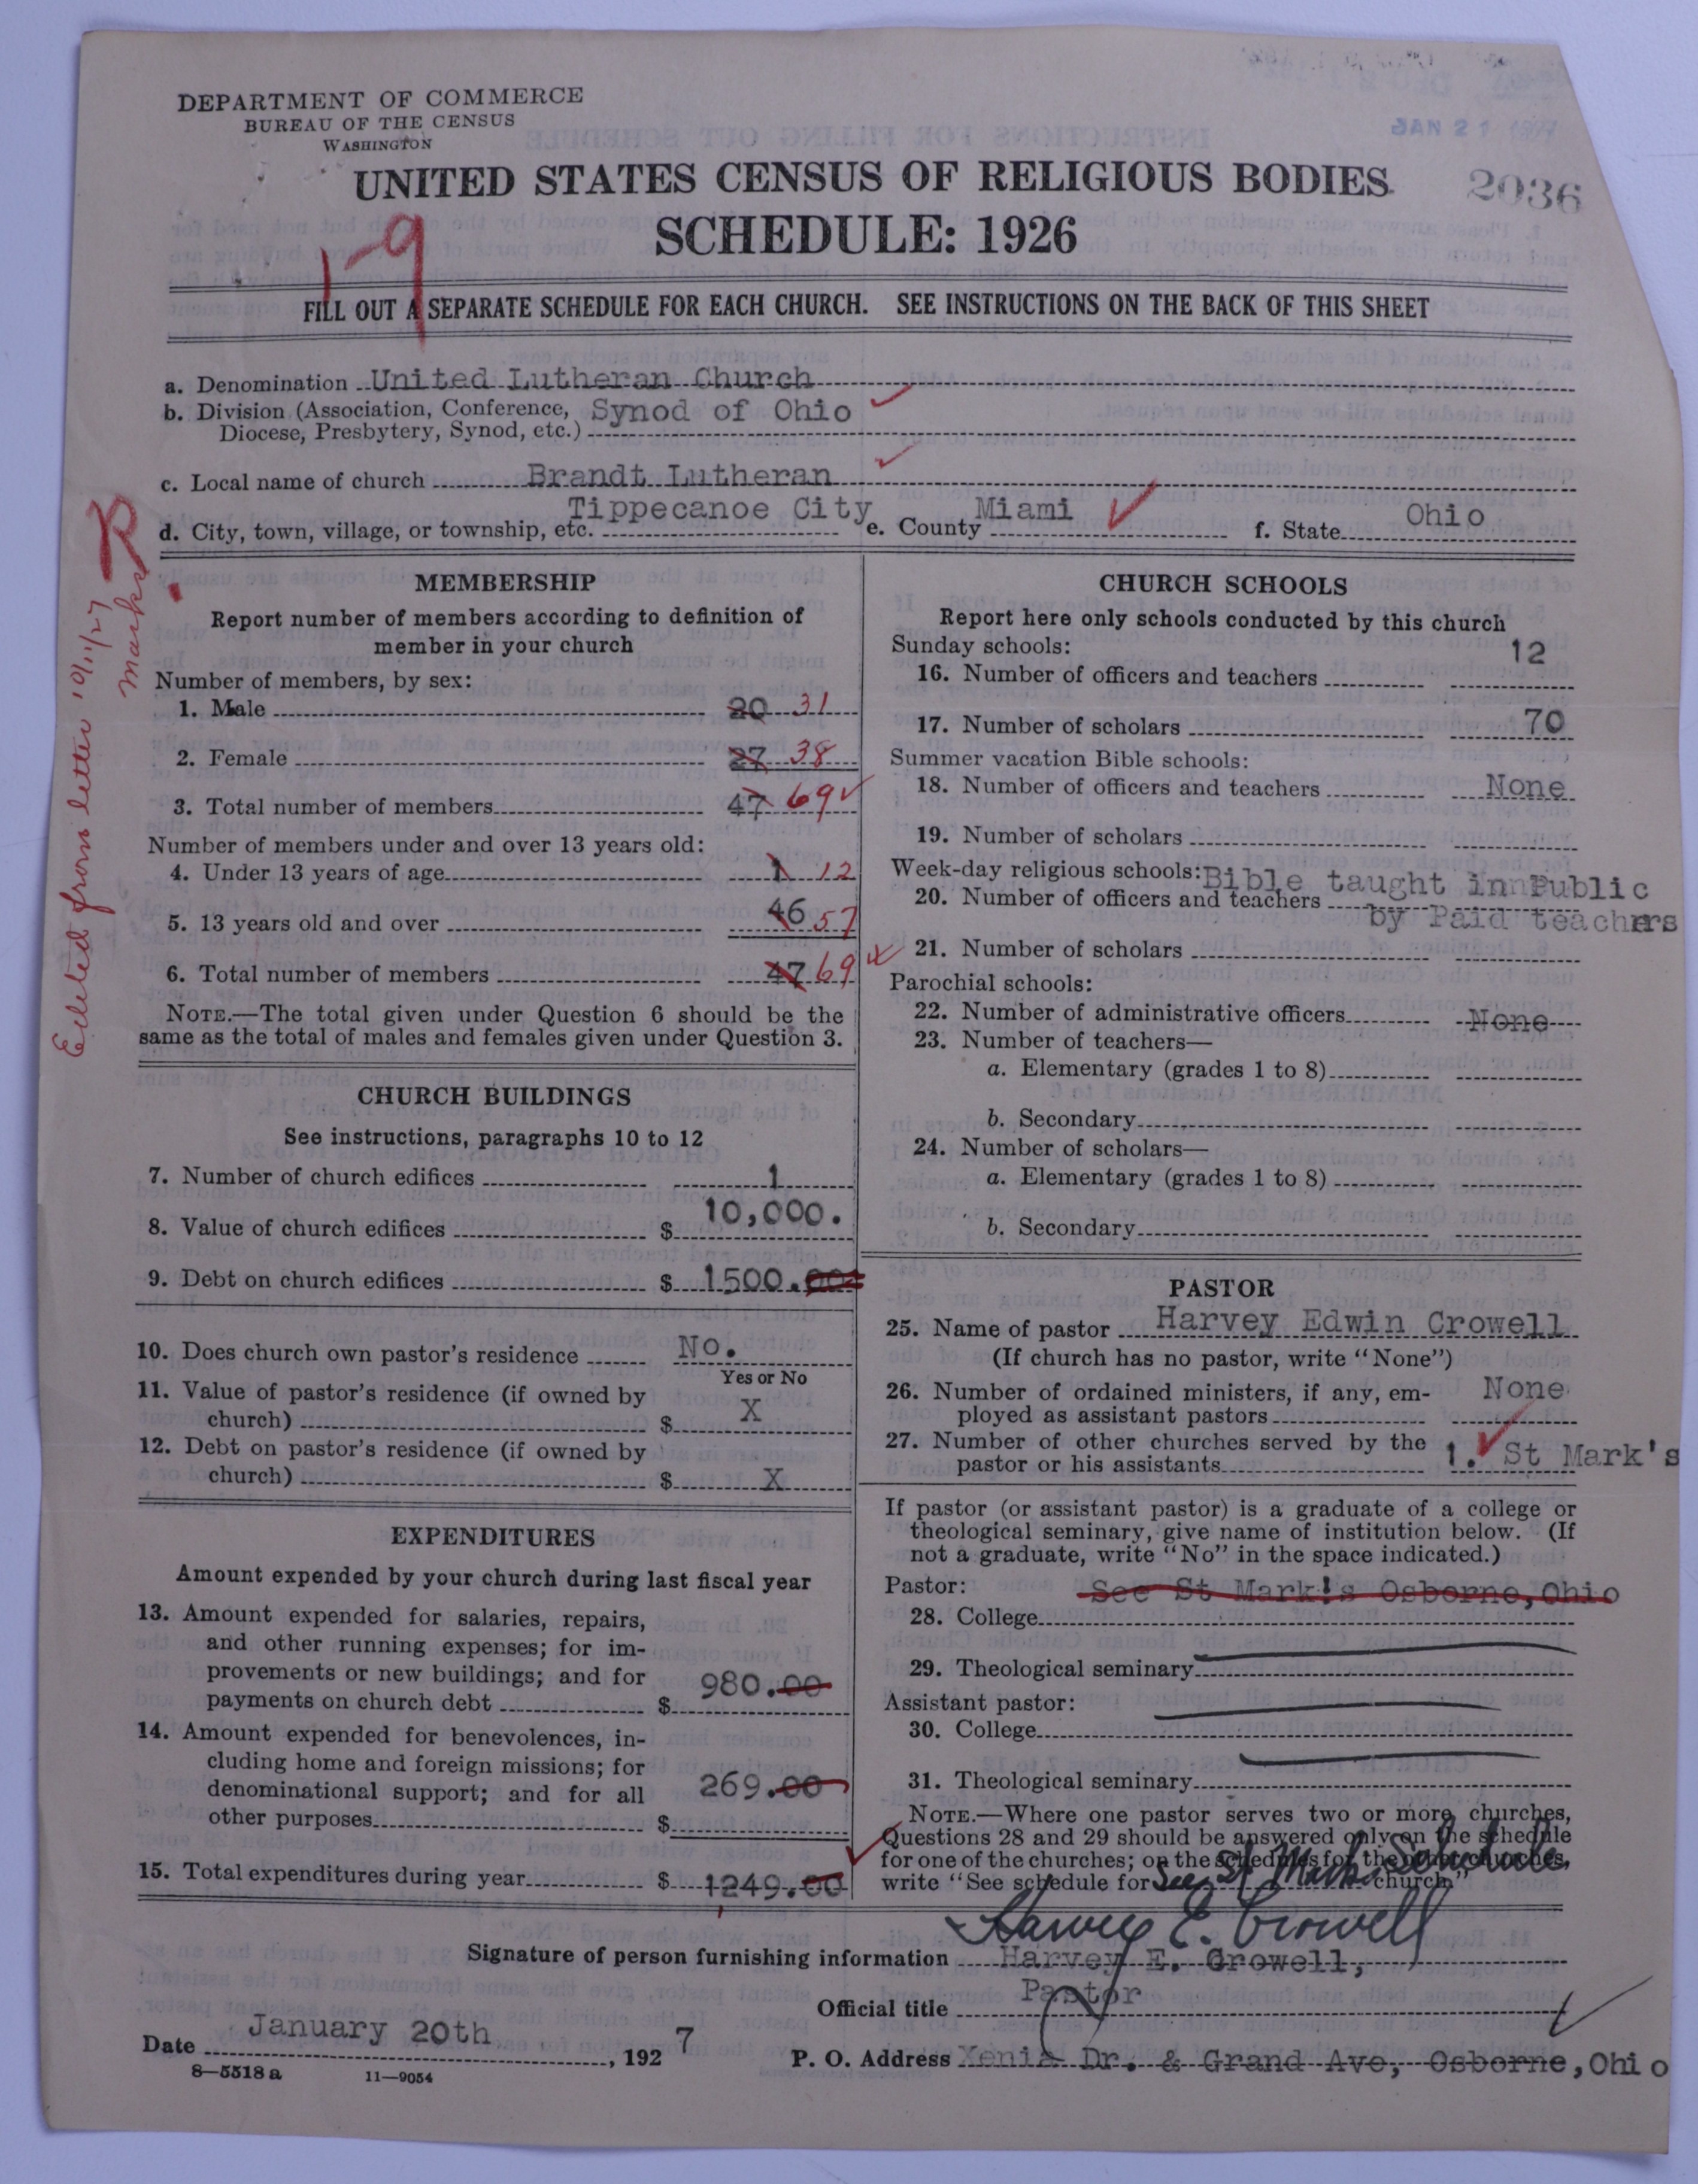 DEPARTMENT OF COMMERCE
BUREAU OF THE CENSUS
WASHINGTON
JAN 21
UNITED STATES CENSUS OF RELIGIOUS BODIES
2036
SCHEDULE: 1926
1-9
FILL OUT A SEPARATE SCHEDULE FOR EACH CHURCH. SEE INSTRUCTIONS ON THE BACK OF THIS SHEET
a. Denomination United Lutheran Church
b. Division (Association, Conference, Synod of Ohio
Diocese, Presbytery, Synod, etc.)
c. Local name of church Brandt Lutheran
d. City, town, village, or township, etc. Tippecanoe City e. County Miami f. State Ohio
Edited from letter 10/11/27
MEMBERSHIP
Report number of members according to definition of
member in your church
Number of members, by sex:
1. Male 20 31
2. Female 27 38
3. Total number of members 47 69
Number of members under and over 13 years old:
4. Under 13 years of age 1 12
5. 13 years old and over 46 57
6. Total number of members 47 69
NOTE.—The total given under Question 6 should be the
same as the total of males and females given under Question 3.
CHURCH BUILDINGS
See instructions, paragraphs 10 to 12
7. Number of church edifices 1
8. Value of church edifices $ 10,000.
9. Debt on church edifices $ 1500.00
10. Does church own pastor's residence No.
Yes or No
11. Value of pastor's residence (if owned by
church) $ X
12. Debt on pastor's residence (if owned by
church) $ X
EXPENDITURES
Amount expended by your church during last fiscal year
13. Amount expended for salaries, repairs,
and other running expenses; for im-
provements or new buildings; and for
payments on church debt $ 980.00
14. Amount expended for benevolences, in-
cluding home and foreign missions; for
denominational support; and for all
other purposes $ 269.00
15. Total expenditures during year $ 1249.00
CHURCH SCHOOLS
Report here only schools conducted by this church
Sunday schools:
16. Number of officers and teachers 12
17. Number of scholars 70
Summer vacation Bible schools:
18. Number of officers and teachers None
19. Number of scholars
Week-day religious schools: Bible taught innPublic
20. Number of officers and teachers by Paid teachers
21. Number of scholars
Parochial schools:
22. Number of administrative officers None
23. Number of teachers—
a. Elementary (grades 1 to 8)
b. Secondary
24. Number of scholars—
a. Elementary (grades 1 to 8)
b. Secondary
PASTOR
25. Name of pastor Harvey Edwin Crowell
(If church has no pastor, write "None")
26. Number of ordained ministers, if any, em-
ployed as assistant pastors None
27. Number of other churches served by the
pastor or his assistants 1. St Mark's
If pastor (or assistant pastor) is a graduate of a college or
theological seminary, give name of institution below. (If
not a graduate, write "No" in the space indicated.)
Pastor: See St Mark's Osborne, Ohio
28. College
29. Theological seminary
Assistant pastor:
30. College
31. Theological seminary
NOTE.—Where one pastor serves two or more churches,
Questions 28 and 29 should be answered only on the schedule
for one of the churches; on the schedules for the other churches,
write "See schedule for church"
See St Marks Schedule
Harvey E. Crowell
Signature of person furnishing information Harvey E. Crowell,
Official title Pastor
Date January 20th, 1927
P. O. Address Xenia Dr. & Grand Ave, Osborne, Ohio
8—5518 a 11—9054